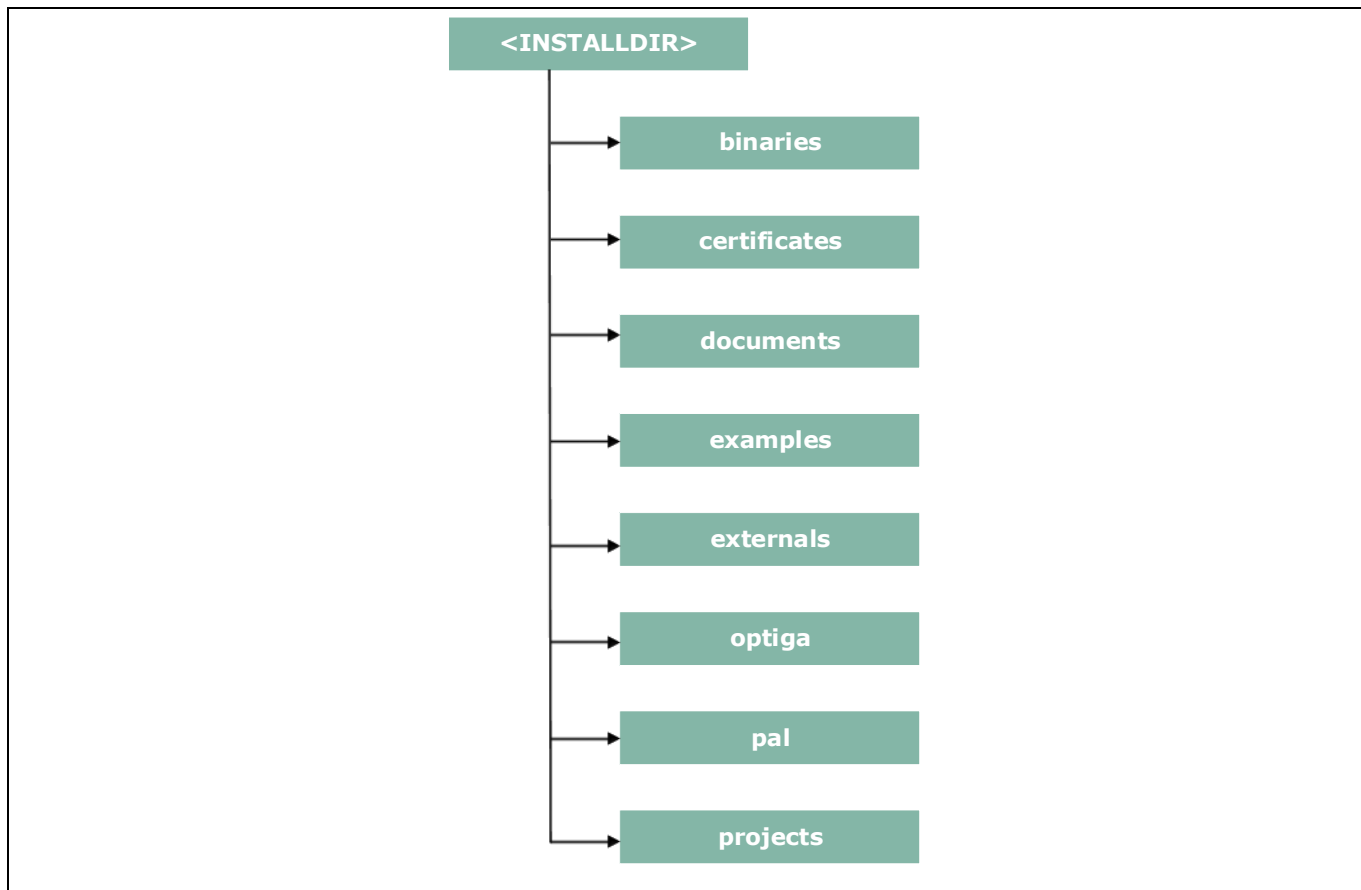 <INSTALLDIR>
binaries
certificates
documents
examples
externals
optiga
pal
projects